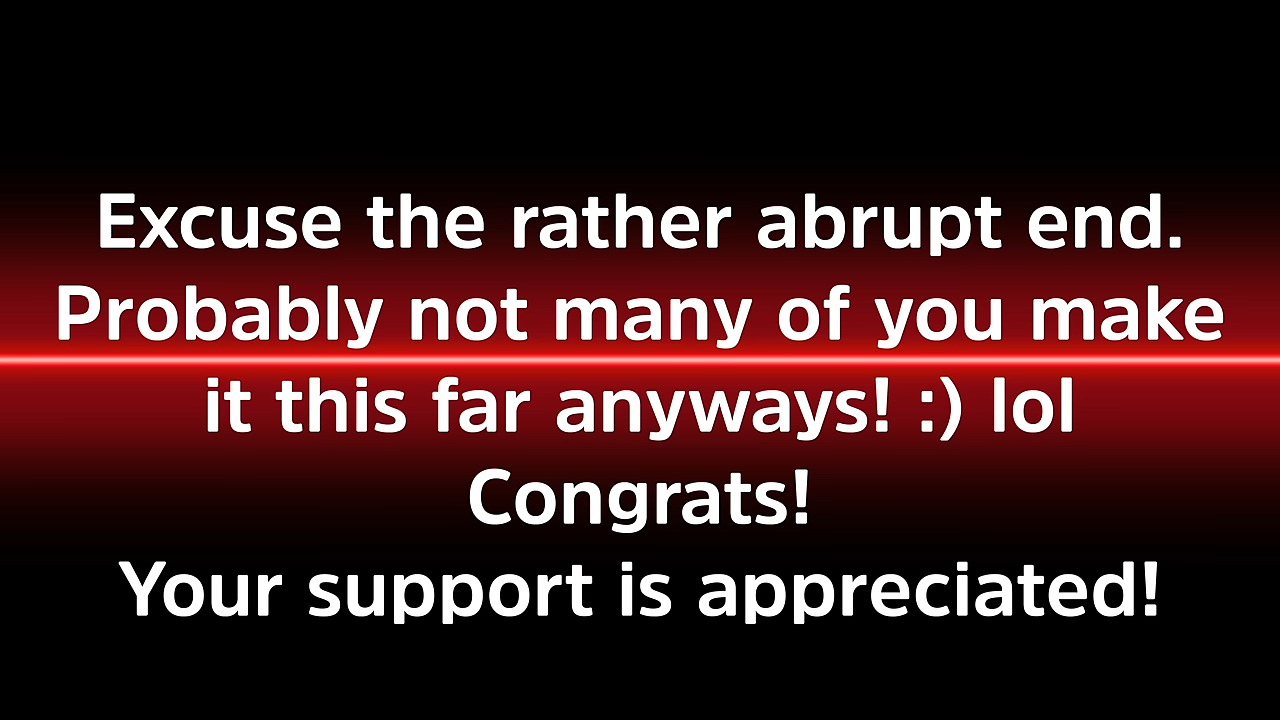 Excuse the rather abrupt end.
Probably not many of you make
it this far anyways! :) lol
Congrats!
Your support is appreciated!